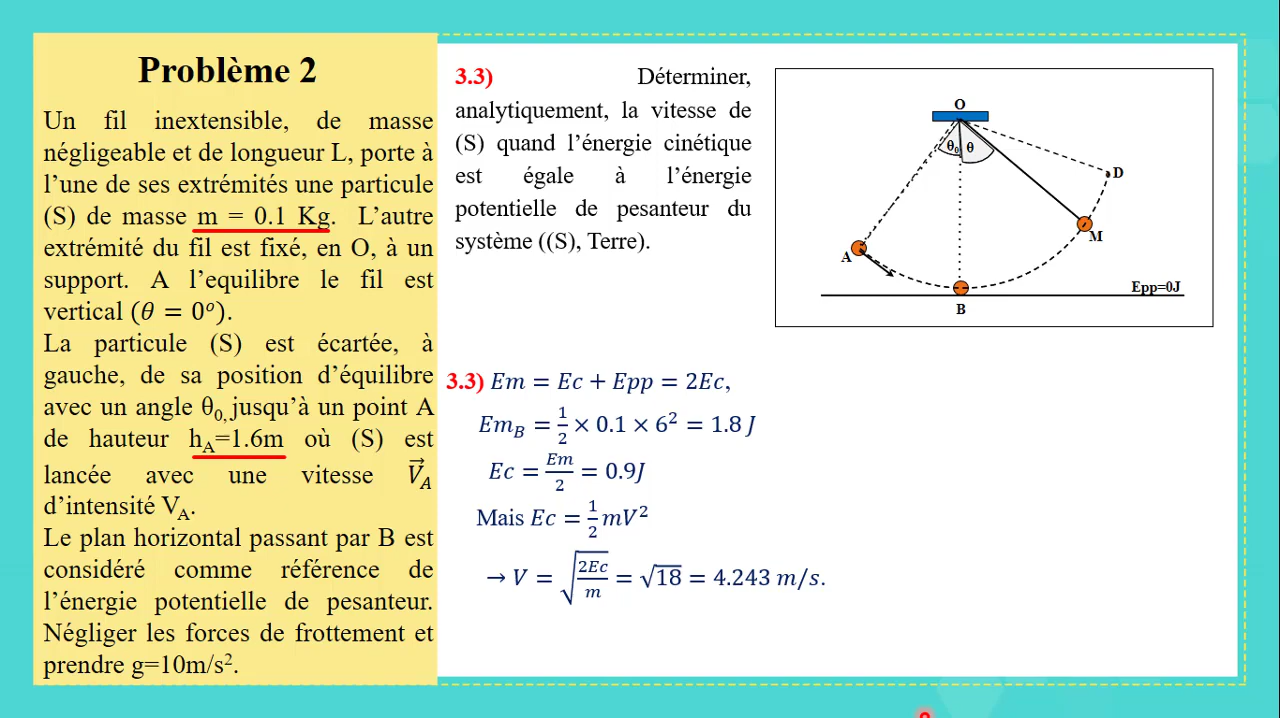 Problème 2
Un fil inextensible, de masse
négligeable et de longueur L, porte à
l’une de ses extrémités une particule
(S) de masse m = 0.1 Kg. L’autre
extrémité du fil est fixé, en O, à un
support. A l’equilibre le fil est
vertical (θ = 0ᵒ).
La particule (S) est écartée, à
gauche, de sa position d’équilibre
avec un angle θ₀, jusqu’à un point A
de hauteur h_A=1.6m où (S) est
lancée avec une vitesse V⃗_A
d’intensité V_A.
Le plan horizontal passant par B est
considéré comme référence de
l’énergie potentielle de pesanteur.
Négliger les forces de frottement et
prendre g=10m/s².
3.3) Déterminer,
analytiquement, la vitesse de
(S) quand l’énergie cinétique
est égale à l’énergie
potentielle de pesanteur du
système ((S), Terre).
O
θ₀ θ
D
M
A
Epp=0J
B
3.3) Em = Ec + Epp = 2Ec,
Em_B = 1/2 × 0.1 × 6² = 1.8 J
Ec = Em/2 = 0.9J
Mais Ec = 1/2 mV²
→ V = √(2Ec/m) = √18 = 4.243 m/s.